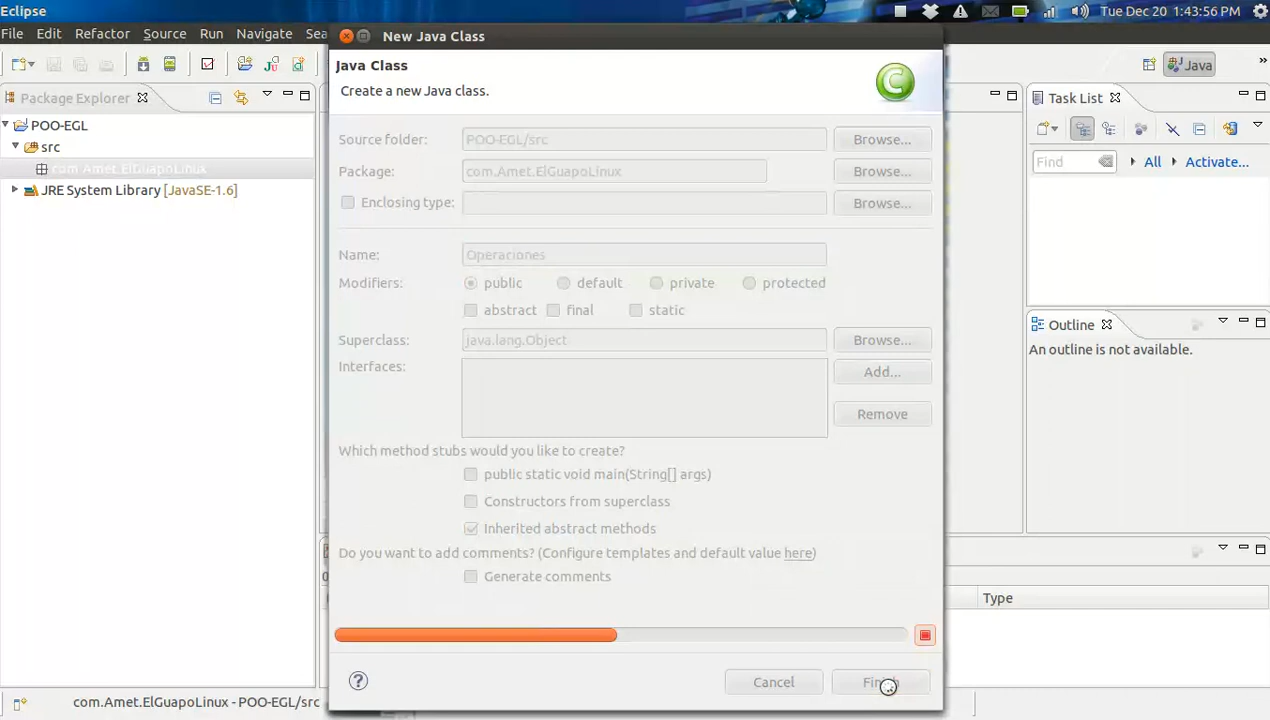 Eclipse
Tue Dec 20 1:43:56 PM
File Edit Refactor Source Run Navigate Sea
New Java Class
Java Class
Create a new Java class.
Java
Package Explorer
Task List
POO-EGL
src
com.Amet.ElGuapoLinux
JRE System Library [JavaSE-1.6]
Source folder: POO-EGL/src Browse...
Package: com.Amet.ElGuapoLinux Browse...
Enclosing type: Browse...
Find All Activate...
Name: Operaciones
Modifiers: public default private protected
abstract final static
Superclass: java.lang.Object Browse...
Interfaces: Add...
Remove
Outline
An outline is not available.
Which method stubs would you like to create?
public static void main(String[] args)
Constructors from superclass
Inherited abstract methods
Do you want to add comments? (Configure templates and default value here)
Generate comments
Type
Cancel Finish
com.Amet.ElGuapoLinux - POO-EGL/src